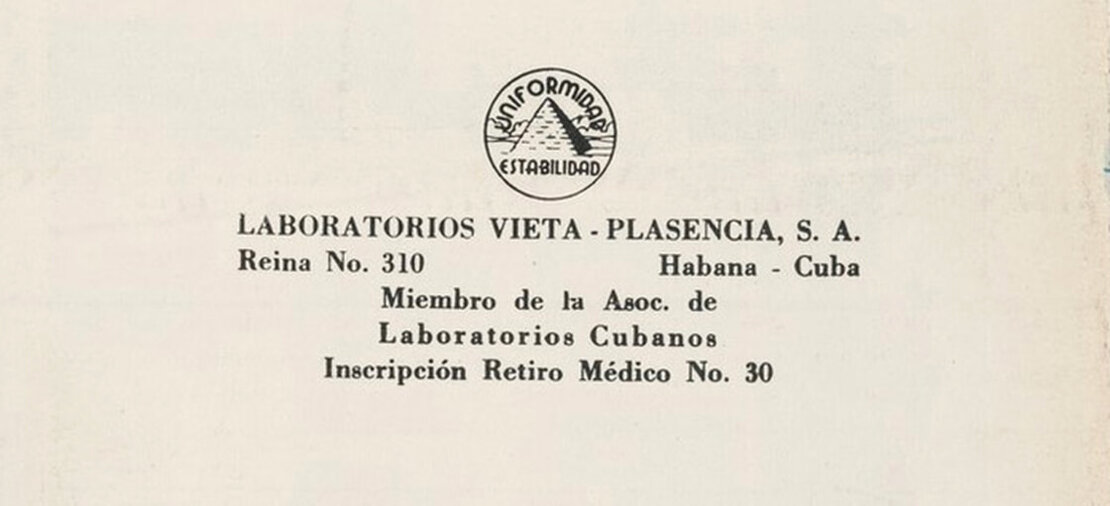 UNIFORMIDAD
ESTABILIDAD
LABORATORIOS VIETA - PLASENCIA, S. A.
Reina No. 310 Habana - Cuba
Miembro de la Asoc. de
Laboratorios Cubanos
Inscripción Retiro Médico No. 30